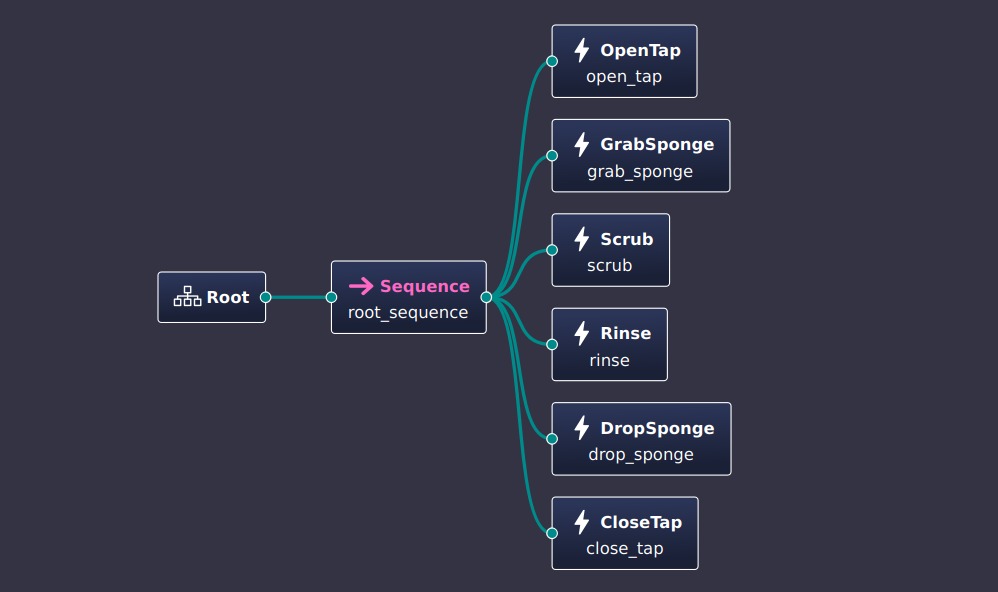 Root
Sequence
root_sequence
OpenTap
open_tap
GrabSponge
grab_sponge
Scrub
scrub
Rinse
rinse
DropSponge
drop_sponge
CloseTap
close_tap